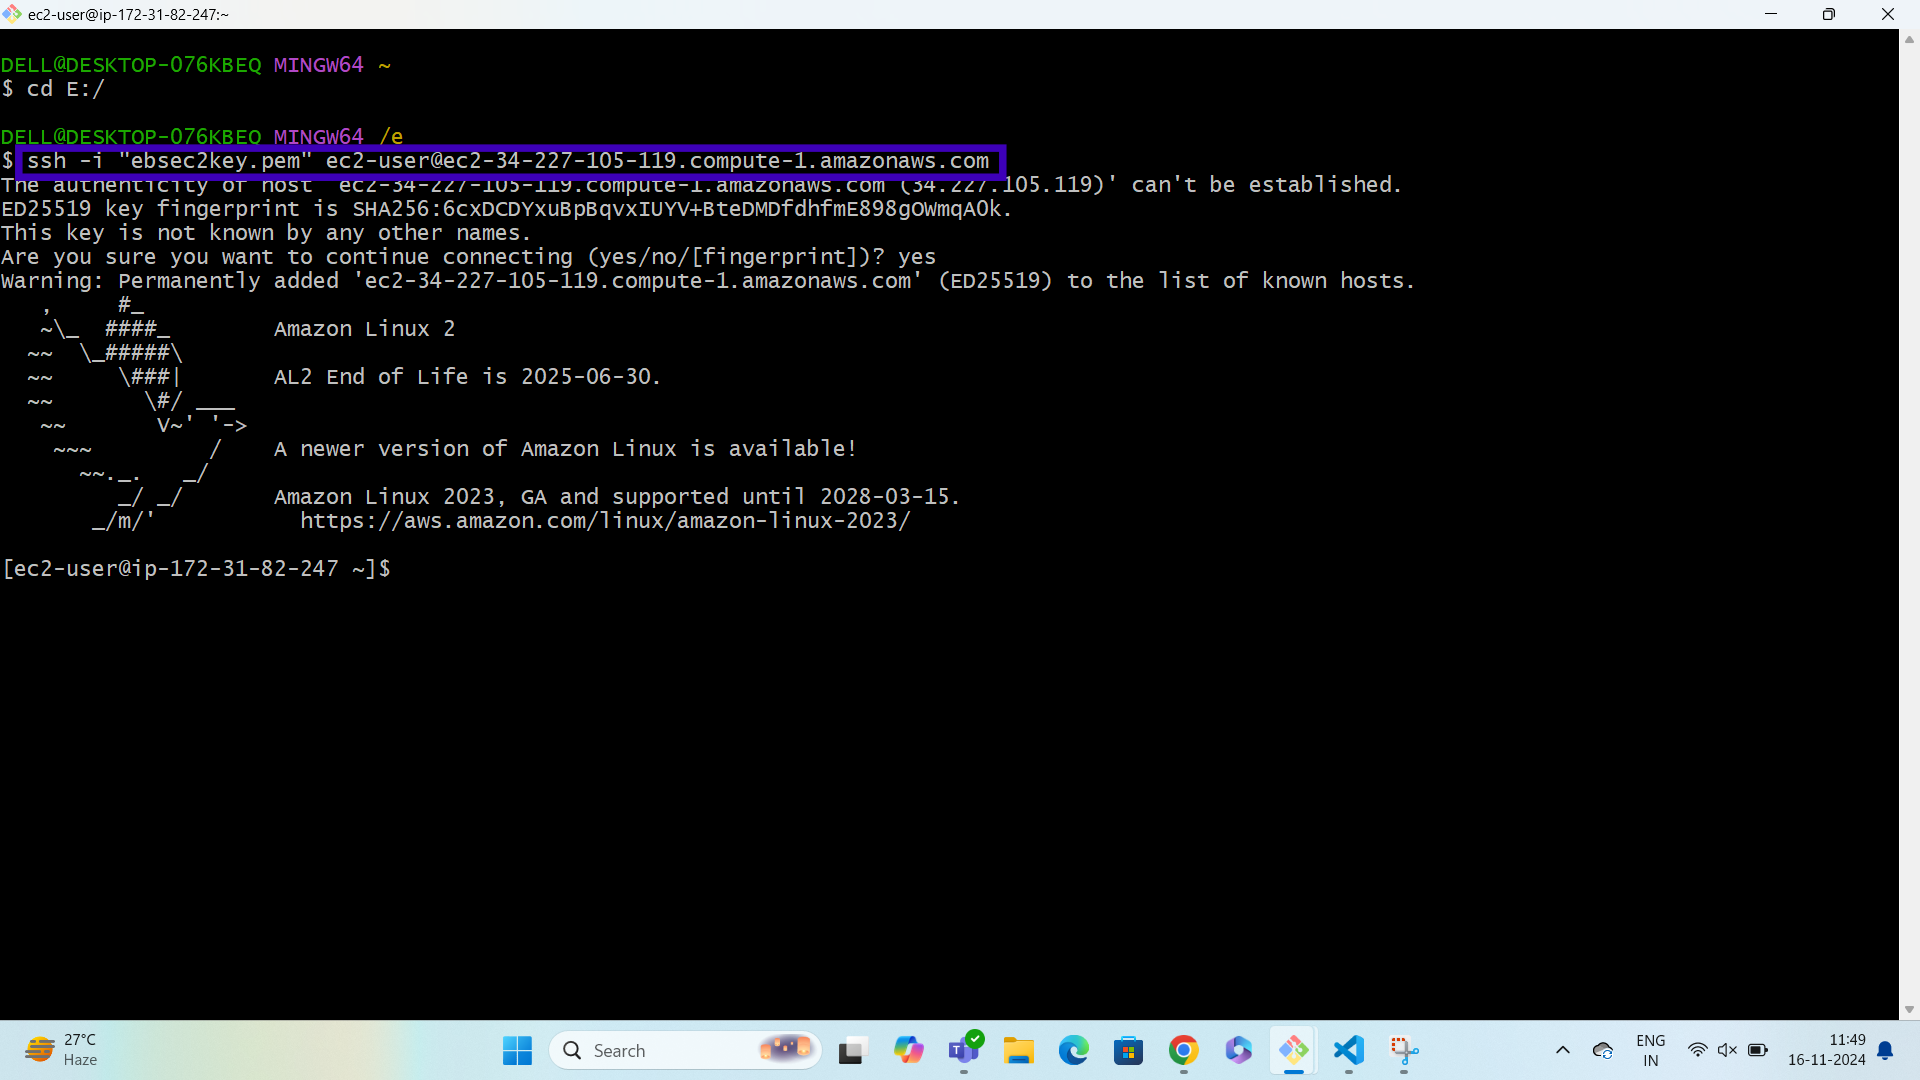 ec2-user@ip-172-31-82-247:~
DELL@DESKTOP-076KBEQ MINGW64 ~
$ cd E:/
DELL@DESKTOP-076KBEQ MINGW64 /e
$ ssh -i "ebsec2key.pem" ec2-user@ec2-34-227-105-119.compute-1.amazonaws.com
The authenticity of host 'ec2-34-227-105-119.compute-1.amazonaws.com (34.227.105.119)' can't be established.
ED25519 key fingerprint is SHA256:6cxDCDYxuBpBqvxIUYV+BteDMDfdhfmE898gOWmqA0k.
This key is not known by any other names.
Are you sure you want to continue connecting (yes/no/[fingerprint])? yes
Warning: Permanently added 'ec2-34-227-105-119.compute-1.amazonaws.com' (ED25519) to the list of known hosts.
   ,     #_
   ~\_  ####_        Amazon Linux 2
  ~~  \_#####\
  ~~     \###|       AL2 End of Life is 2025-06-30.
  ~~       \#/ ___
   ~~       V~' '->
    ~~~         /    A newer version of Amazon Linux is available!
      ~~._.   _/
         _/ _/       Amazon Linux 2023, GA and supported until 2028-03-15.
       _/m/'           https://aws.amazon.com/linux/amazon-linux-2023/
[ec2-user@ip-172-31-82-247 ~]$
27°C
Haze
Search
ENG
IN
11:49
16-11-2024